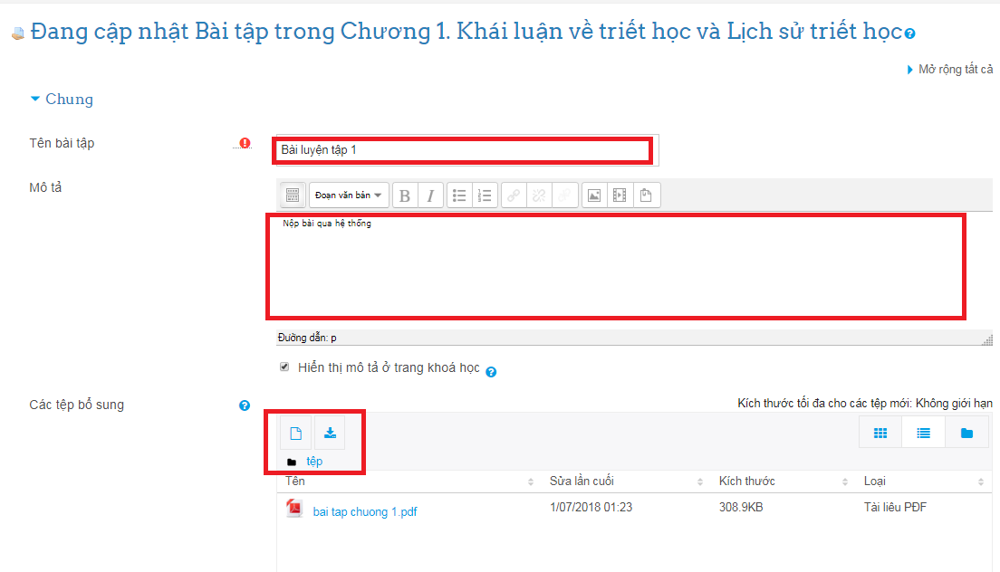 Đang cập nhật Bài tập trong Chương 1. Khái luận về triết học và Lịch sử triết học
Mở rộng tất cả
Chung
Tên bài tập
Bài luyện tập 1
Mô tả
Đoạn văn bản
B I
Nộp bài qua hệ thống
Đường dẫn: p
Hiển thị mô tả ở trang khoá học
Các tệp bổ sung
Kích thước tối đa cho các tệp mới: Không giới hạn
tệp
Tên Sửa lần cuối Kích thước Loại
bai tap chuong 1.pdf 1/07/2018 01:23 308.9KB Tài liêu PĐF